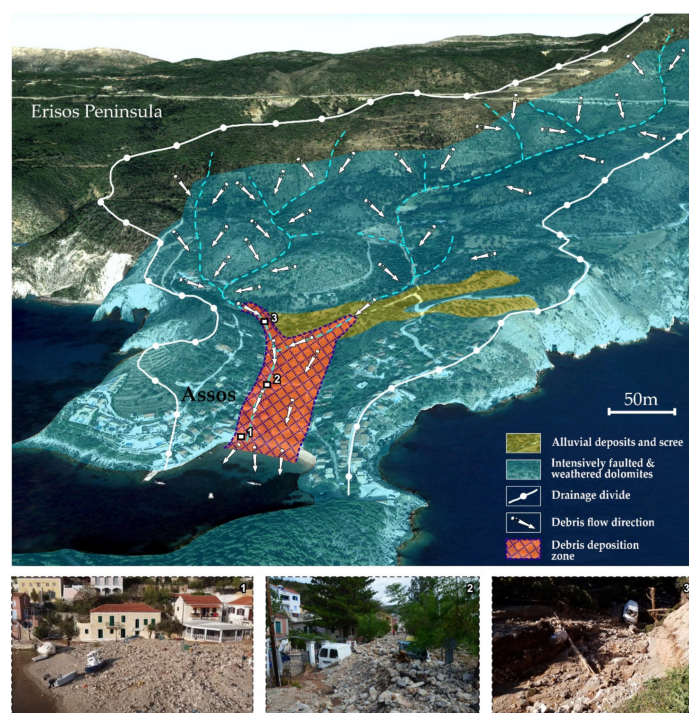 Erisos Peninsula
3
2
Assos
1
50m
Alluvial deposits and scree
Intensively faulted &
weathered dolomites
Drainage divide
Debris flow direction
Debris deposition
zone
1
2
3